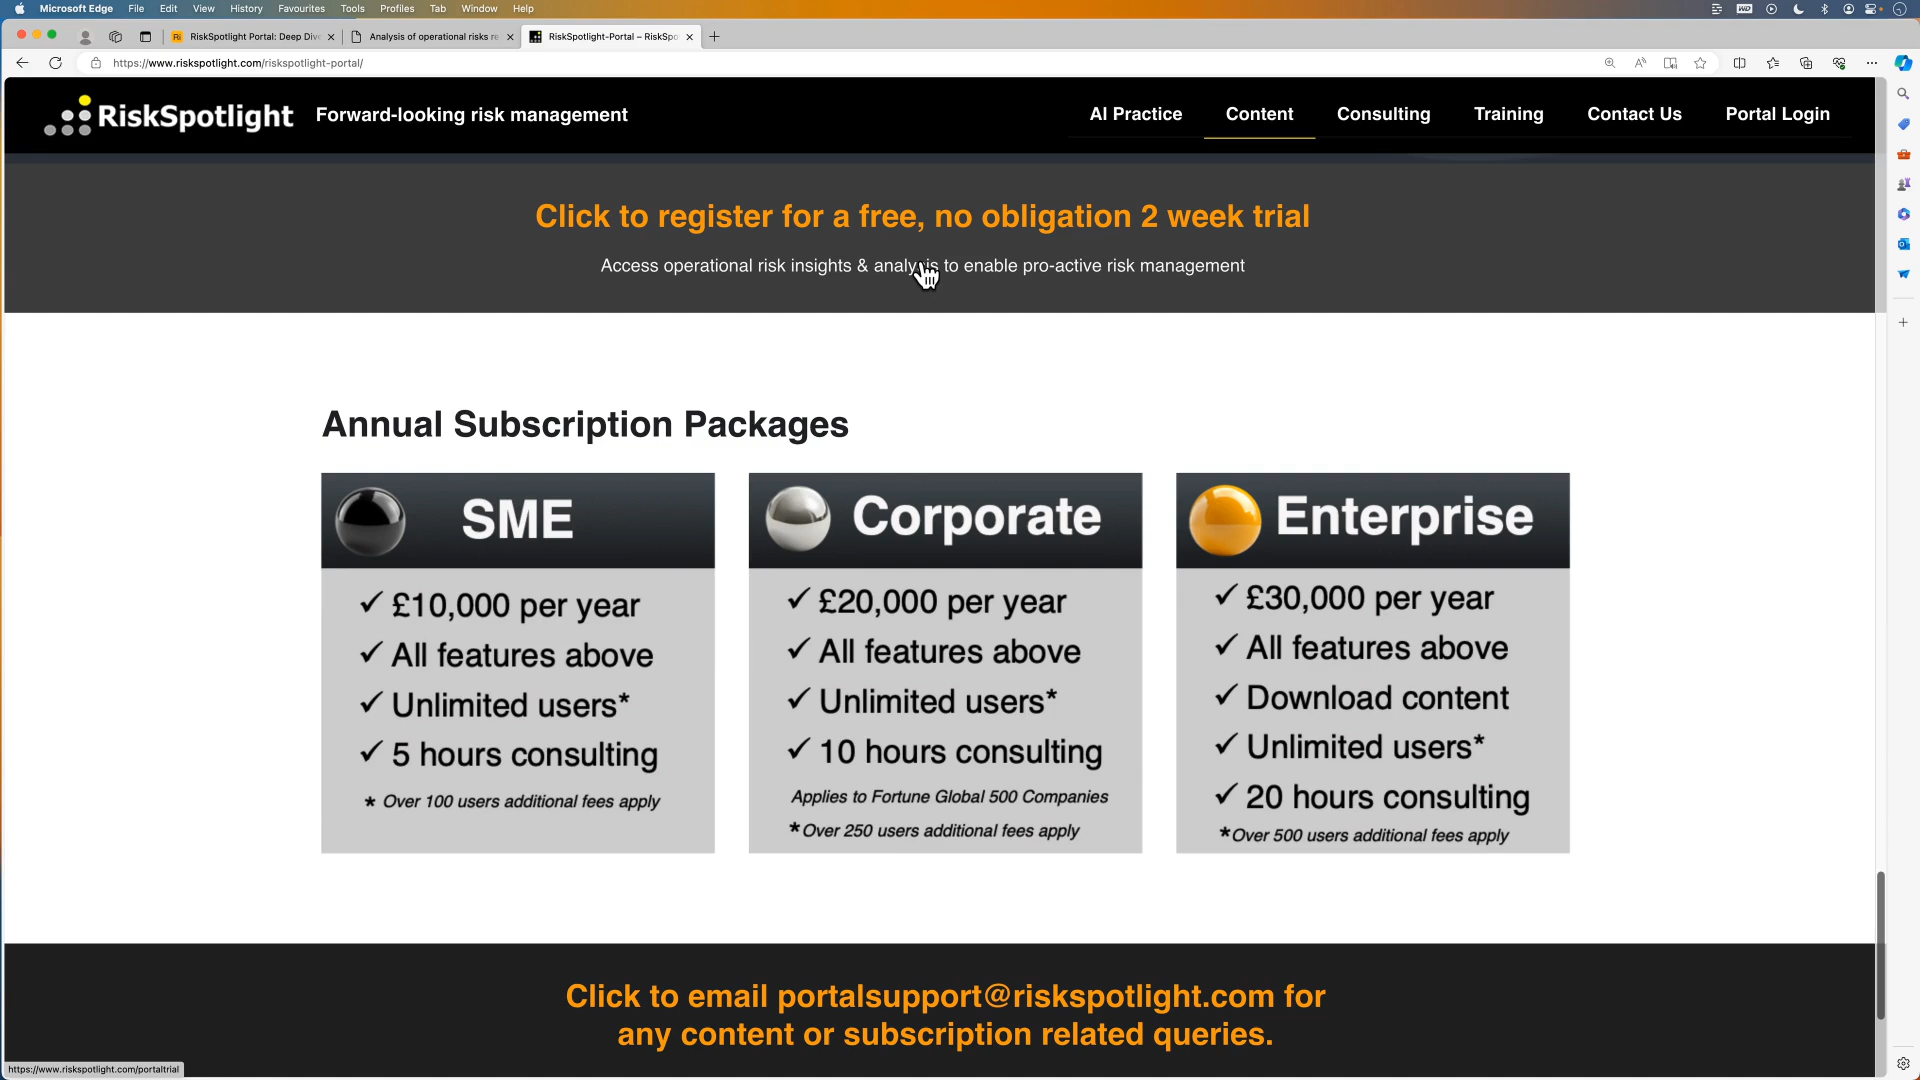 Microsoft Edge File Edit View History Favourites Tools Profiles Tab Window Help
RiskSpotlight Portal: Deep Div
Analysis of operational risks re
RiskSpotlight-Portal – RiskSpo
https://www.riskspotlight.com/riskspotlight-portal/
RiskSpotlight Forward-looking risk management AI Practice Content Consulting Training Contact Us Portal Login
Click to register for a free, no obligation 2 week trial
Access operational risk insights & analysis to enable pro-active risk management
Annual Subscription Packages
SME
✓ £10,000 per year
✓ All features above
✓ Unlimited users*
✓ 5 hours consulting
* Over 100 users additional fees apply
Corporate
✓ £20,000 per year
✓ All features above
✓ Unlimited users*
✓ 10 hours consulting
Applies to Fortune Global 500 Companies
*Over 250 users additional fees apply
Enterprise
✓ £30,000 per year
✓ All features above
✓ Download content
✓ Unlimited users*
✓ 20 hours consulting
*Over 500 users additional fees apply
Click to email portalsupport@riskspotlight.com for
any content or subscription related queries.
https://www.riskspotlight.com/portaltrial